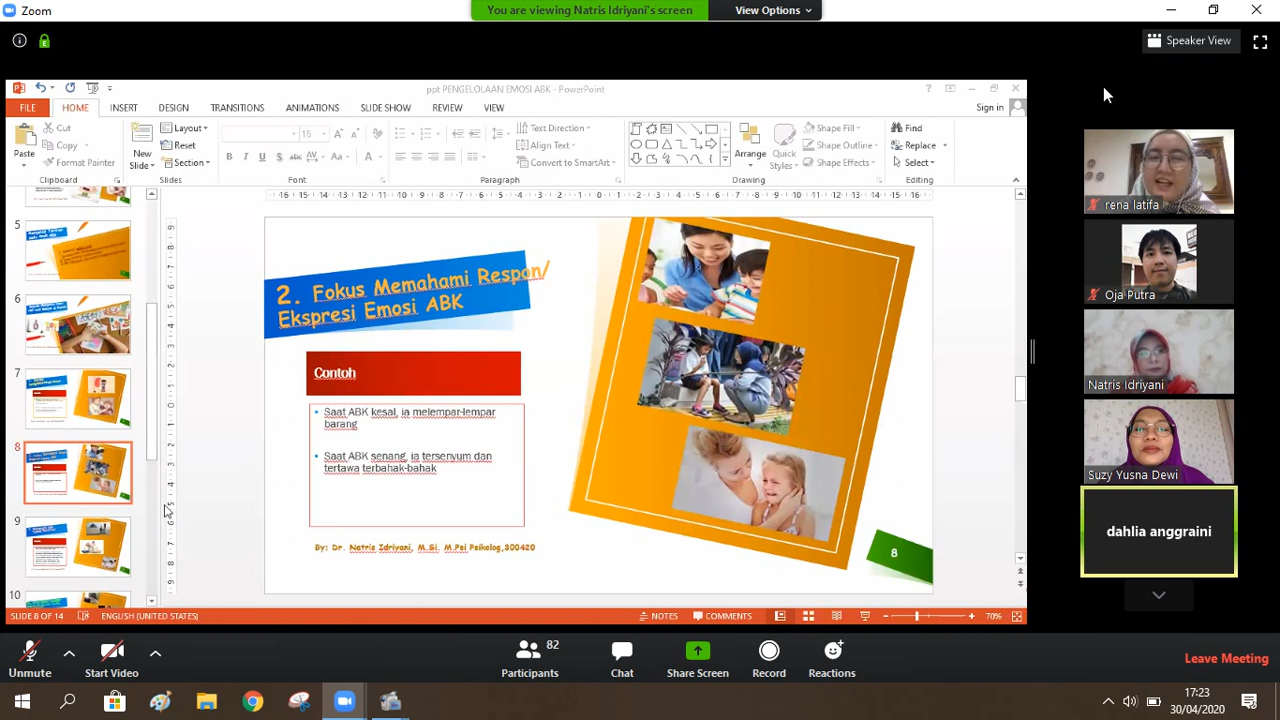 Zoom
You are viewing Natris Idriyani's screen
View Options
Speaker View
ppt PENGELOLAAN EMOSI ABK - PowerPoint
FILE
HOME
INSERT
DESIGN
TRANSITIONS
ANIMATIONS
SLIDE SHOW
REVIEW
VIEW
Sign in
Paste
Cut
Copy
Format Painter
Clipboard
New
Slide
Layout
Reset
Section
Slides
16
Font
Text Direction
Align Text
Convert to SmartArt
Paragraph
Arrange
Quick
Styles
Shape Fill
Shape Outline
Shape Effects
Drawing
Find
Replace
Select
Editing
5
6
7
8
9
10
2. Fokus Memahami Respon/
Ekspresi Emosi ABK
Contoh
• Saat ABK kesal, ia melempar-lempar
barang
• Saat ABK senang, ia tersenyum dan
tertawa terbahak-bahak
By: Dr. Natris Idriyani, M.Si. M.Psi Psikolog,300420
8
rena latifa
Oja Putra
Natris Idriyani
Suzy Yusna Dewi
dahlia anggraini
SLIDE 8 OF 14
ENGLISH (UNITED STATES)
NOTES
COMMENTS
70%
Unmute
Start Video
82
Participants
Chat
Share Screen
Record
Reactions
Leave Meeting
17:23
30/04/2020